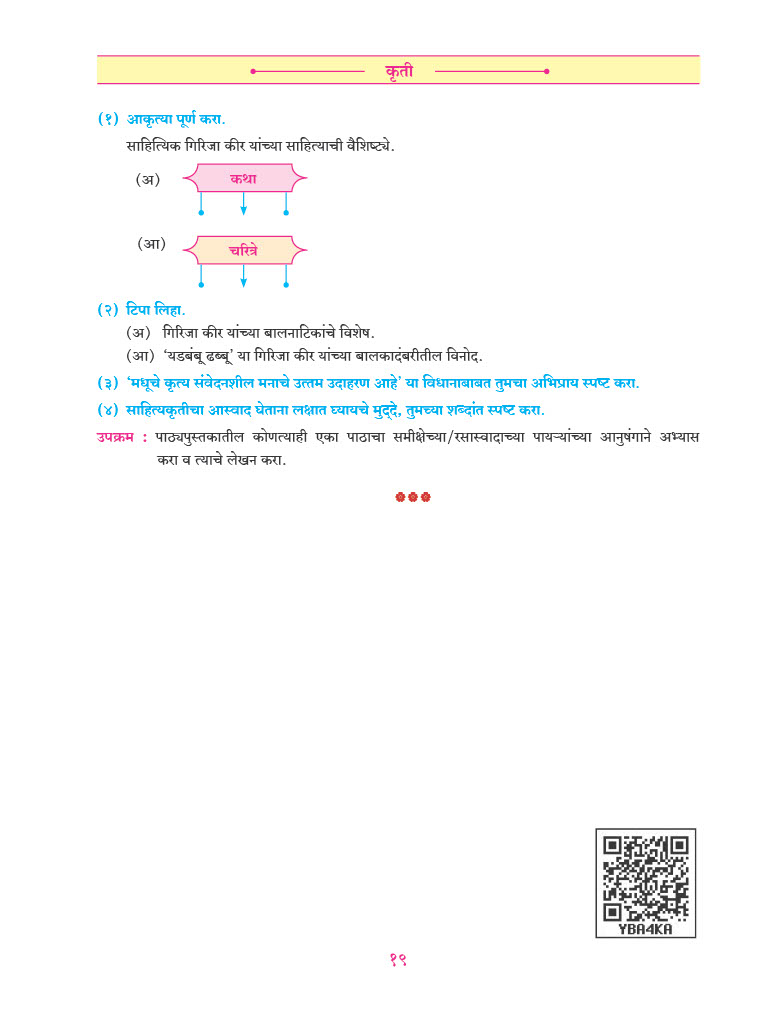 कृती
(१) आकृत्या पूर्ण करा.
साहित्यिक गिरिजा कीर यांच्या साहित्याची वैशिष्ट्ये.
(अ) कथा
(आ) चरित्रे
(२) टिपा लिहा.
(अ) गिरिजा कीर यांच्या बालनाटिकांचे विशेष.
(आ) ‘यडबंबू ढब्बू’ या गिरिजा कीर यांच्या बालकादंबरीतील विनोद.
(३) ‘मधूचे कृत्य संवेदनशील मनाचे उत्तम उदाहरण आहे’ या विधानाबाबत तुमचा अभिप्राय स्पष्ट करा.
(४) साहित्यकृतीचा आस्वाद घेताना लक्षात घ्यायचे मुद्‌दे, तुमच्या शब्दांत स्पष्ट करा.
उपक्रम : पाठ्यपुस्तकातील कोणत्याही एका पाठाचा समीक्षेच्या/रसास्वादाच्या पायऱ्यांच्या आनुषंगाने अभ्यास
करा व त्याचे लेखन करा.
YBA4KA
१९